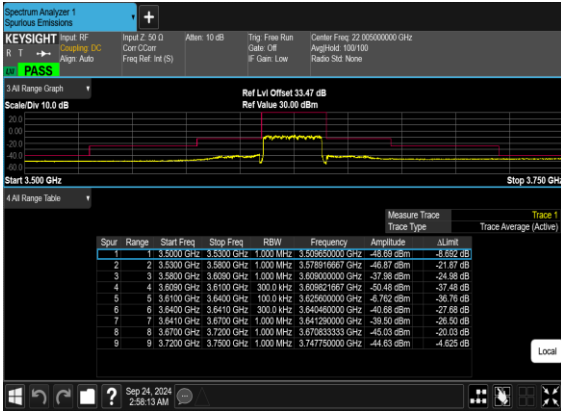 Spectrum Analyzer 1
Spurious Emissions
KEYSIGHT Input: RF Input Z: 50 Ω Atten: 10 dB Trig: Free Run Center Freq: 22.005000000 GHz
R T Coupling: DC Corr CCorr Gate: Off Avg|Hold: 100/100
Align: Auto Freq Ref: Int (S) IF Gain: Low Radio Std: None
LNI PASS
3 All Range Graph
Ref Lvl Offset 33.47 dB
Scale/Div 10.0 dB Ref Value 30.00 dBm
20.0
0.00
-20.0
-40.0
-60.0
Start 3.500 GHz Stop 3.750 GHz
4 All Range Table
Measure Trace Trace 1
Trace Type Trace Average (Active)
Spur Range Start Freq Stop Freq RBW Frequency Amplitude ΔLimit
1 1 3.5000 GHz 3.5300 GHz 1.000 MHz 3.509650000 GHz -48.69 dBm -8.692 dB
2 2 3.5300 GHz 3.5800 GHz 1.000 MHz 3.578916667 GHz -46.87 dBm -21.87 dB
3 3 3.5800 GHz 3.6090 GHz 1.000 MHz 3.609000000 GHz -37.98 dBm -24.98 dB
4 4 3.6090 GHz 3.6100 GHz 300.0 kHz 3.609821667 GHz -50.48 dBm -37.48 dB
5 5 3.6100 GHz 3.6400 GHz 100.0 kHz 3.625600000 GHz -6.762 dBm -36.76 dB
6 6 3.6400 GHz 3.6410 GHz 300.0 kHz 3.640460000 GHz -40.68 dBm -27.68 dB
7 7 3.6410 GHz 3.6700 GHz 1.000 MHz 3.641290000 GHz -39.50 dBm -26.50 dB
8 8 3.6700 GHz 3.7200 GHz 1.000 MHz 3.670833333 GHz -45.03 dBm -20.03 dB
9 9 3.7200 GHz 3.7500 GHz 1.000 MHz 3.747750000 GHz -44.63 dBm -4.625 dB
Local
? Sep 24, 2024
2:58:13 AM